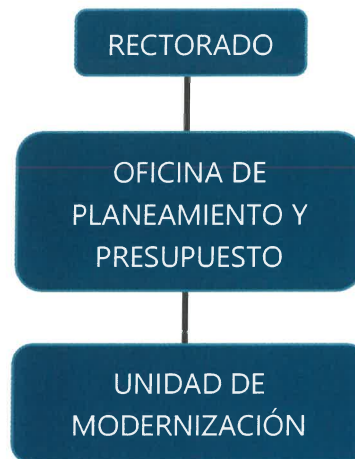 RECTORADO
OFICINA DE
PLANEAMIENTO Y
PRESUPUESTO
UNIDAD DE
MODERNIZACIÓN